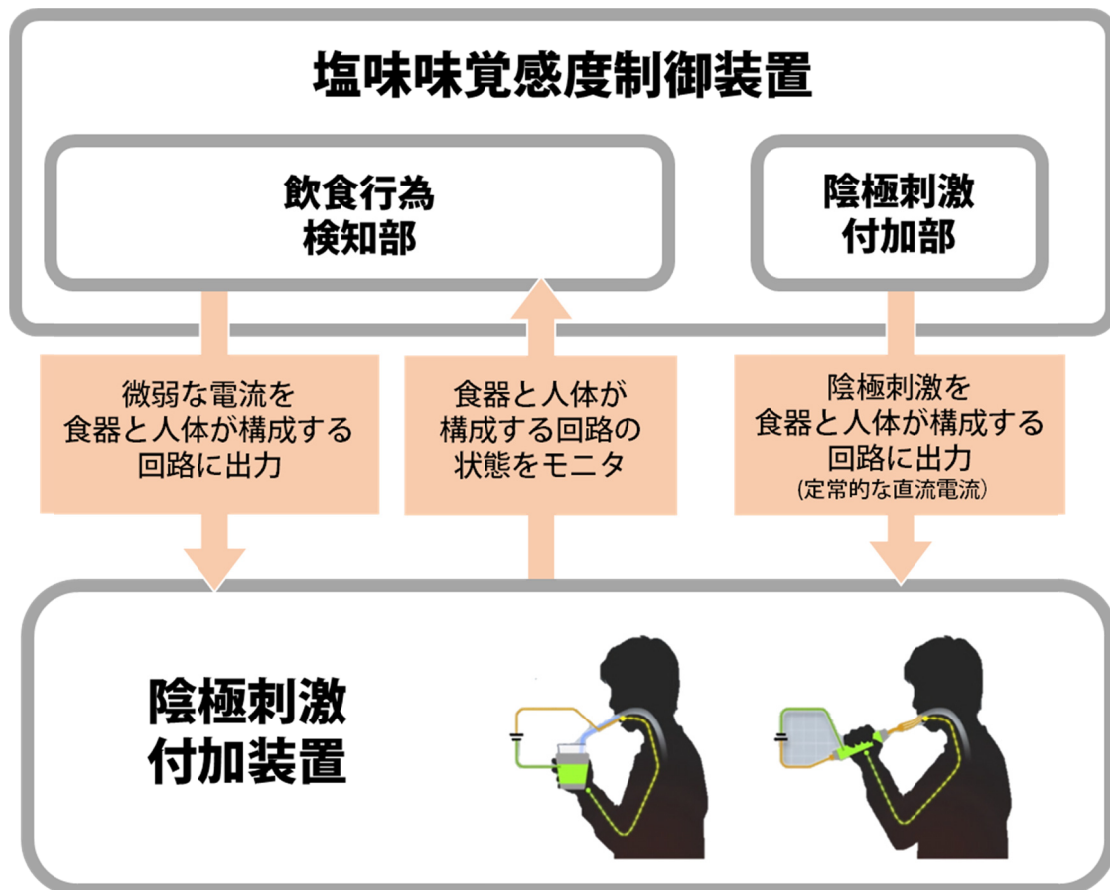 塩味味覚感度制御装置
飲食行為
検知部
陰極刺激
付加部
微弱な電流を
食器と人体が構成する
回路に出力
食器と人体が
構成する回路の
状態をモニタ
陰極刺激を
食器と人体が構成する
回路に出力
(定常的な直流電流)
陰極刺激
付加装置